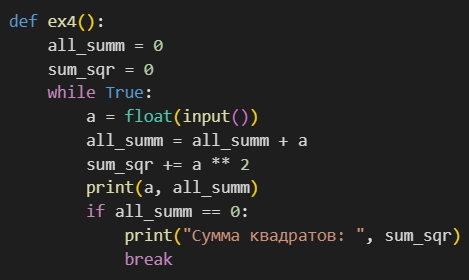 def ex4():
    all_summ = 0
    sum_sqr = 0
    while True:
        a = float(input())
        all_summ = all_summ + a
        sum_sqr += a ** 2
        print(a, all_summ)
        if all_summ == 0:
            print("Сумма квадратов: ", sum_sqr)
            break